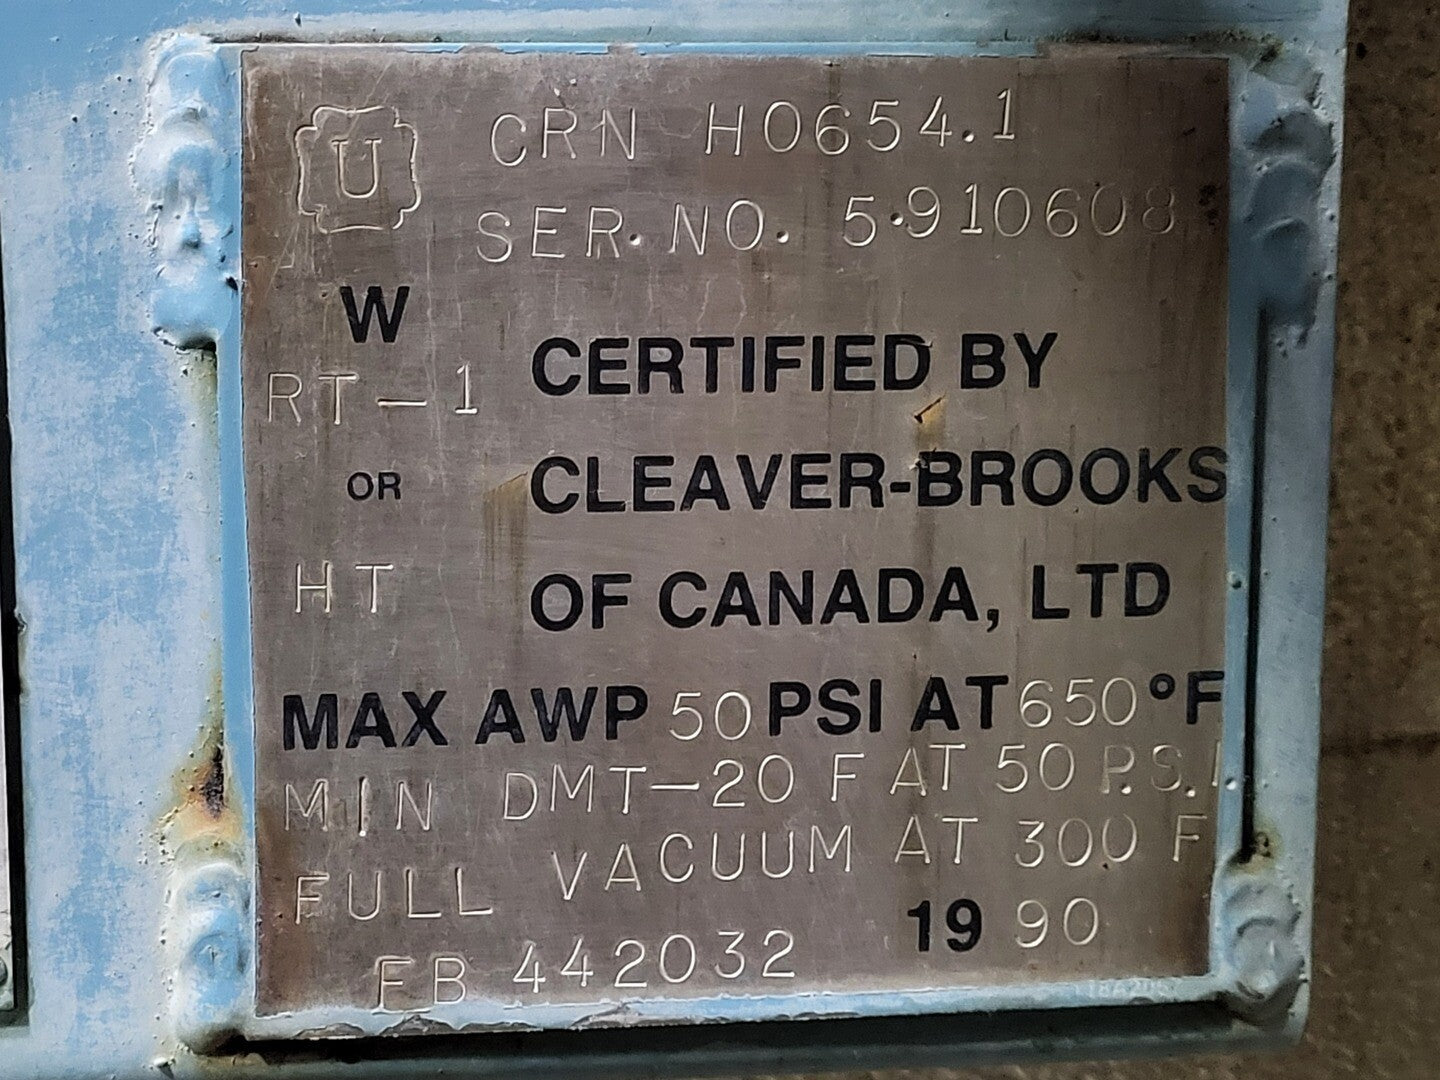 U
CRN H0654.1
SER. NO. 5.910608
W
RT-1
OR
HT
CERTIFIED BY
CLEAVER-BROOKS
OF CANADA, LTD
MAX AWP 50 PSI AT 650 °F
MIN DMT-20 F AT 50 P.S.I
FULL VACUUM AT 300 F
19 90
FB 442032